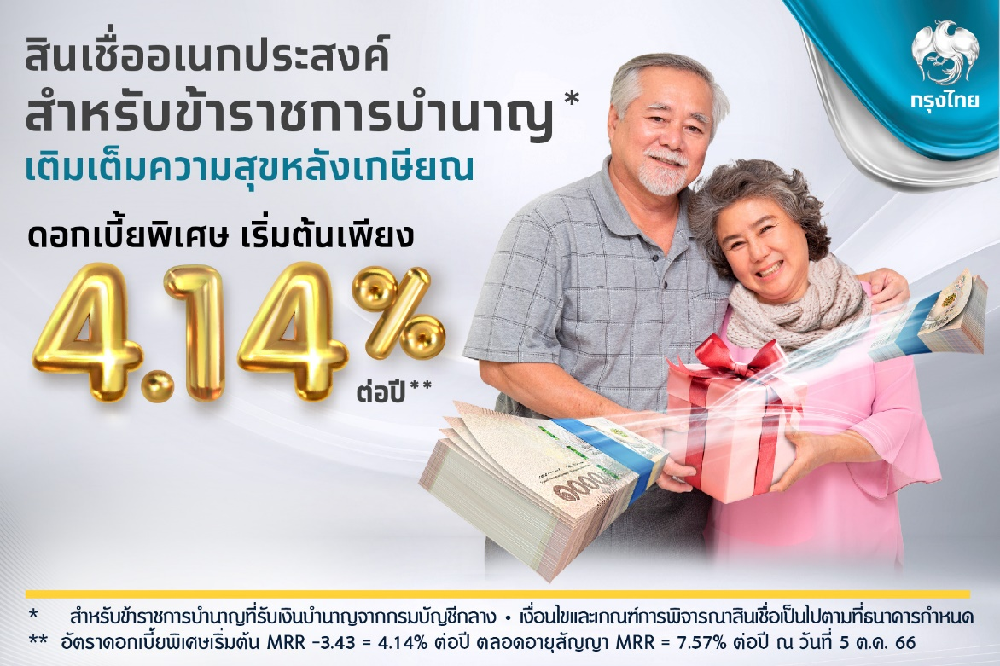 สินเชื่ออเนกประสงค์
สำหรับข้าราชการบำนาญ*
เติมเต็มความสุขหลังเกษียณ
ดอกเบี้ยพิเศษ เริ่มต้นเพียง
4.14%
ต่อปี**
กรุงไทย
๑๐๐๐
* สำหรับข้าราชการบำนาญที่รับเงินบำนาญจากกรมบัญชีกลาง • เงื่อนไขและเกณฑ์การพิจารณาสินเชื่อเป็นไปตามที่ธนาคารกำหนด
** อัตราดอกเบี้ยพิเศษเริ่มต้น MRR -3.43 = 4.14% ต่อปี ตลอดอายุสัญญา MRR = 7.57% ต่อปี ณ วันที่ 5 ต.ค. 66